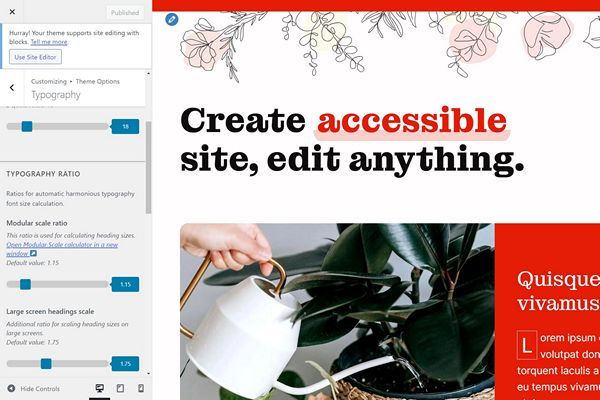 Published
Hurray! Your theme supports site editing with
blocks. Tell me more.
Use Site Editor
Customizing • Theme Options
Typography
18
TYPOGRAPHY RATIO
Ratios for automatic harmonious typography
font size calculation.
Modular scale ratio
This ratio is used for calculating heading sizes.
Open Modular Scale calculator in a new
window
Default value: 1.15
1.15
Large screen headings scale
Additional ratio for scaling heading sizes on
large screens.
Default value: 1.75
1.75
Hide Controls
Create accessible
site, edit anything.
Quisque
vivamus
Lorem ipsum
volutpat don
torquent iaculis a
eu tempus vivamu